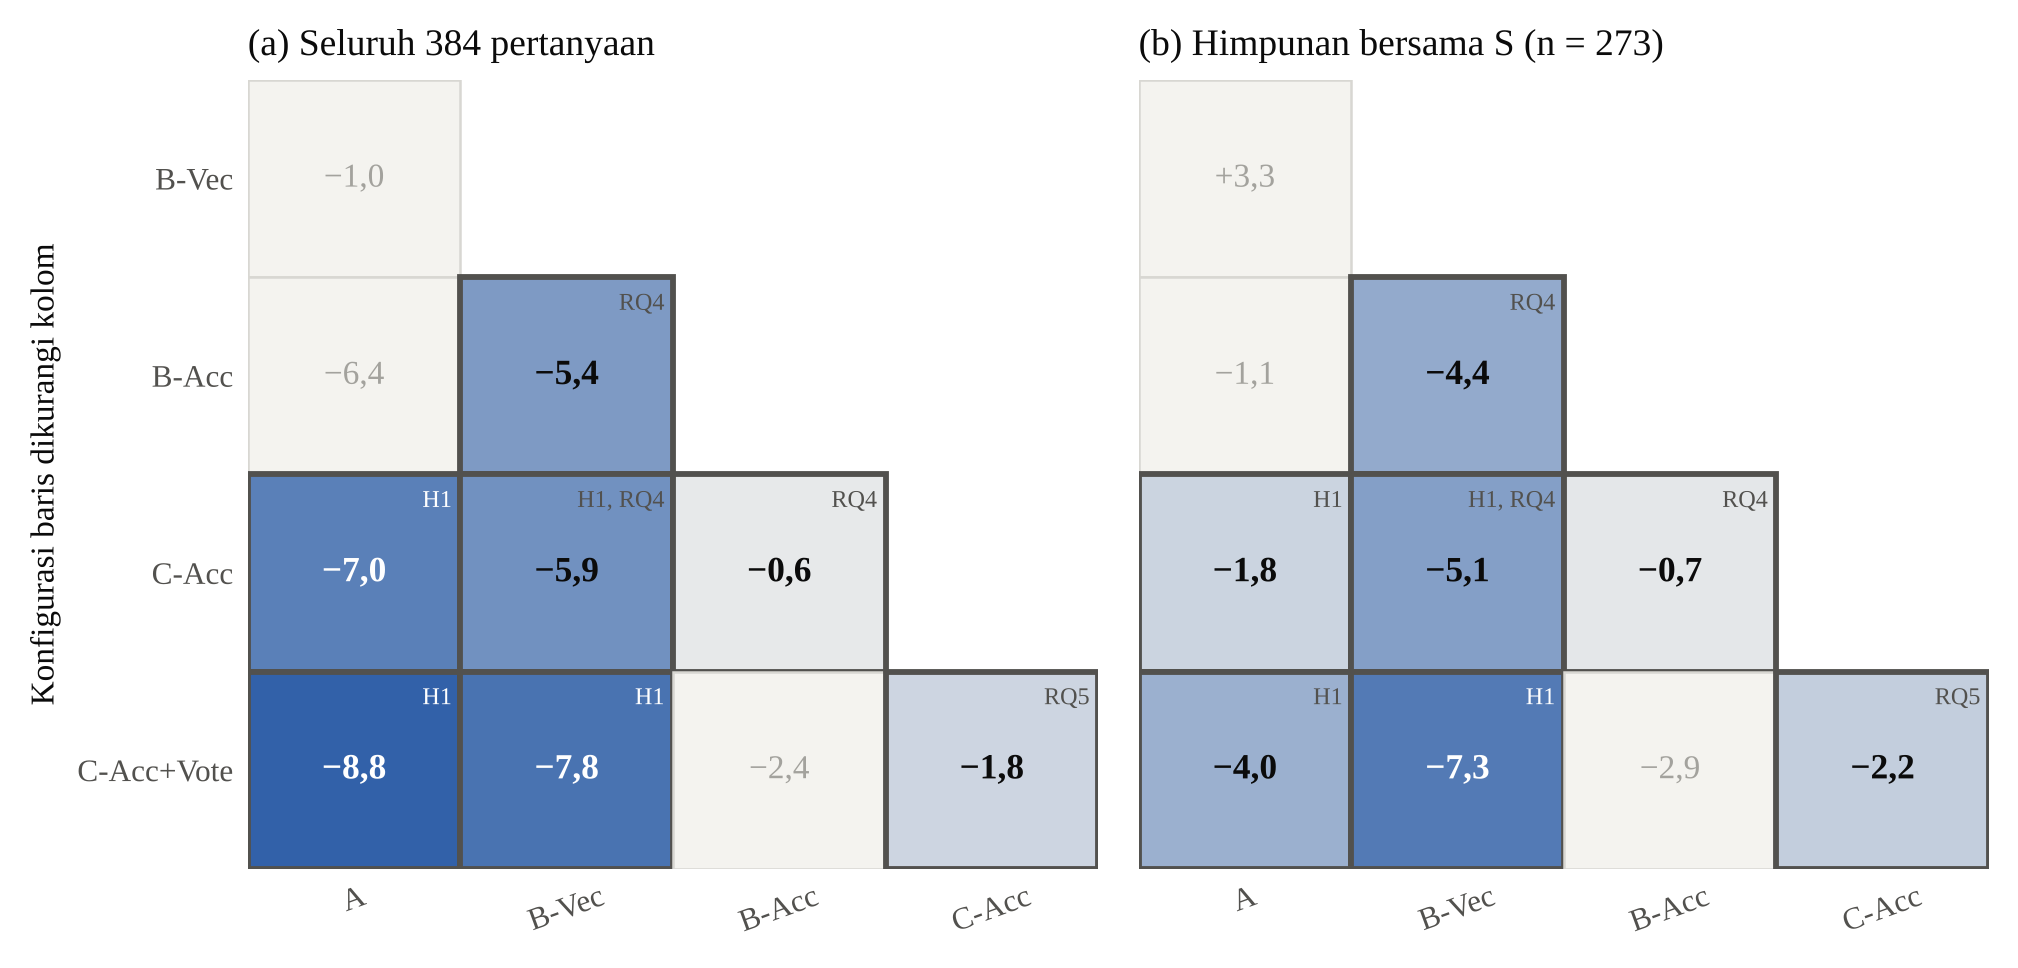 (a) Seluruh 384 pertanyaan
(b) Himpunan bersama S (n = 273)
Konfigurasi baris dikurangi kolom
B-Vec
−1,0
+3,3
B-Acc
−6,4
RQ4
−5,4
−1,1
RQ4
−4,4
C-Acc
H1
−7,0
H1, RQ4
−5,9
RQ4
−0,6
H1
−1,8
H1, RQ4
−5,1
RQ4
−0,7
C-Acc+Vote
H1
−8,8
H1
−7,8
−2,4
RQ5
−1,8
H1
−4,0
H1
−7,3
−2,9
RQ5
−2,2
A
B-Vec
B-Acc
C-Acc
A
B-Vec
B-Acc
C-Acc